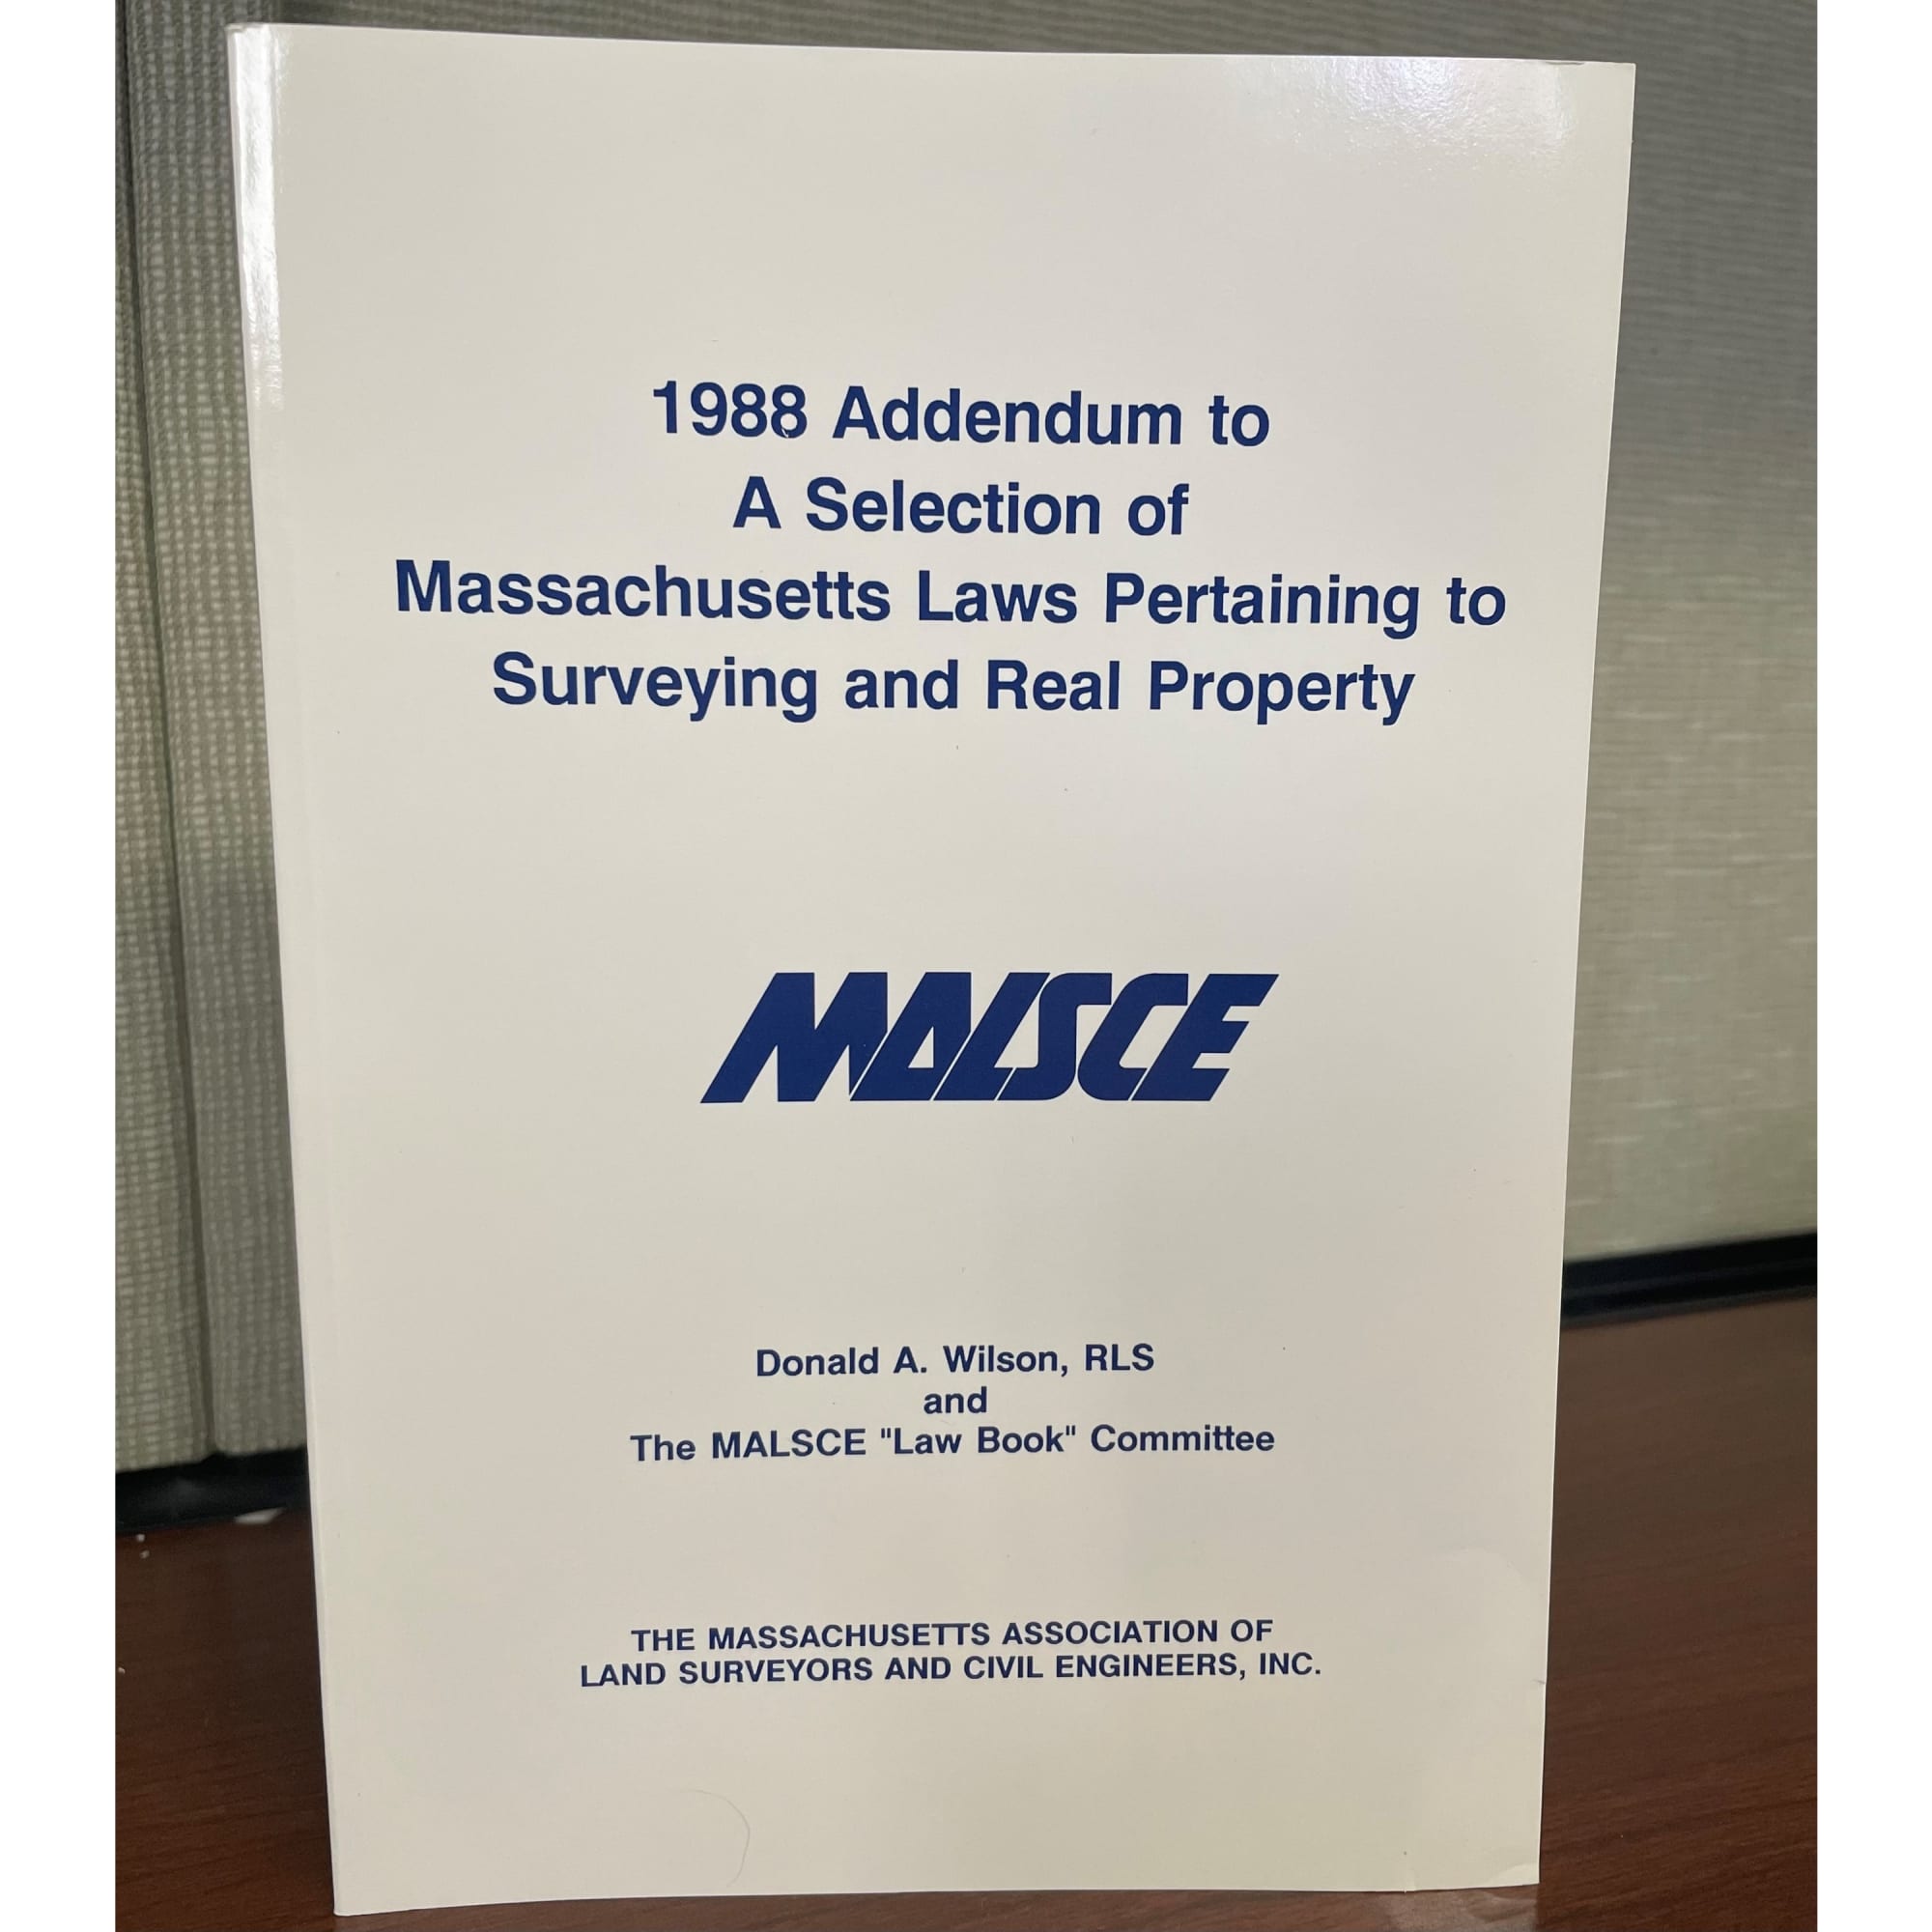 1988 Addendum to
A Selection of
Massachusetts Laws Pertaining to
Surveying and Real Property
MALSCE
Donald A. Wilson, RLS
and
The MALSCE "Law Book" Committee
THE MASSACHUSETTS ASSOCIATION OF
LAND SURVEYORS AND CIVIL ENGINEERS, INC.